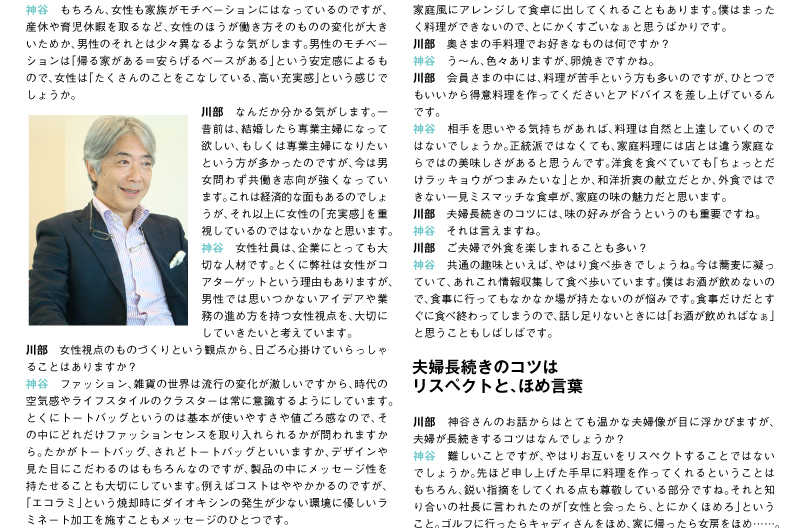 神谷　もちろん、女性も家族がモチベーションにはなっているのですが、
産休や育児休暇を取るなど、女性のほうが働き方そのものの変化が大き
いためか、男性のそれとは少々異なるような気がします。男性のモチベー
ションは「帰る家がある＝安らげるベースがある」という安定感によるも
ので、女性は「たくさんのことをこなしている、高い充実感」という感じで
しょうか。
川部　なんだか分かる気がします。一
昔前は、結婚したら専業主婦になって
欲しい、もしくは専業主婦になりたい
という方が多かったのですが、今は男
女問わず共働き志向が強くなってい
ます。これは経済的な面もあるのでしょ
うが、それ以上に女性の「充実感」を重
視しているのではないかなと思います。
神谷　女性社員は、企業にとっても大
切な人材です。とくに弊社は女性がコ
アターゲットという理由もありますが、
男性では思いつかないアイデアや業
務の進め方を持つ女性視点を、大切に
していきたいと考えています。
川部　女性視点のものづくりという観点から、日ごろ心掛けていらっしゃ
ることはありますか？
神谷　ファッション、雑貨の世界は流行の変化が激しいですから、時代の
空気感やライフスタイルのクラスターは常に意識するようにしています。
とくにトートバッグというのは基本が使いやすさや値ごろ感なので、そ
の中にどれだけファッションセンスを取り入れられるかが問われますか
ら。たかがトートバッグ、されどトートバッグといいますか、デザインや
見た目にこだわるのはもちろんなのですが、製品の中にメッセージ性を
持たせることも大切にしています。例えばコストはややかかるのですが、
「エコラミ」という焼却時にダイオキシンの発生が少ない環境に優しいラ
ミネート加工を施すこともメッセージのひとつです。
家庭風にアレンジして食卓に出してくれることもあります。僕はまった
く料理ができないので、とにかくすごいなぁと思うばかりです。
川部　奥さまの手料理でお好きなものは何ですか？
神谷　う〜ん、色々ありますが、卵焼きですかね。
川部　会員さまの中には、料理が苦手という方も多いのですが、ひとつで
もいいから得意料理を作ってくださいとアドバイスを差し上げているん
です。
神谷　相手を思いやる気持ちがあれば、料理は自然と上達していくので
はないでしょうか。正統派ではなくても、家庭料理には店とは違う家庭な
らではの美味しさがあると思うんです。洋食を食べていても「ちょっとだ
けラッキョウがつまみたいな」とか、和洋折衷の献立だとか、外食ではで
きない一見ミスマッチな食卓が、家庭の味の魅力だと思います。
川部　夫婦長続きのコツには、味の好みが合うというのも重要ですね。
神谷　それは言えますね。
川部　ご夫婦で外食を楽しまれることも多い？
神谷　共通の趣味といえば、やはり食べ歩きでしょうね。今は蕎麦に凝っ
ていて、あれこれ情報収集して食べ歩いています。僕はお酒が飲めないの
で、食事に行ってもなかなか場が持たないのが悩みです。食事だけだとす
ぐに食べ終わってしまうので、話し足りないときには「お酒が飲めればなぁ」
と思うこともしばしばです。
夫婦長続きのコツは
リスペクトと、ほめ言葉
川部　神谷さんのお話からはとても温かな夫婦像が目に浮かびますが、
夫婦が長続きするコツはなんでしょうか？
神谷　難しいことですが、やはりお互いをリスペクトすることではない
でしょうか。先ほど申し上げた手早に料理を作ってくれるということは
もちろん、鋭い指摘をしてくれる点も尊敬している部分ですね。それと知
り合いの社長に言われたのが「女性と会ったら、とにかくほめろ」という
こと。ゴルフに行ったらキャディさんをほめ、家に帰ったら女房をほめ……。